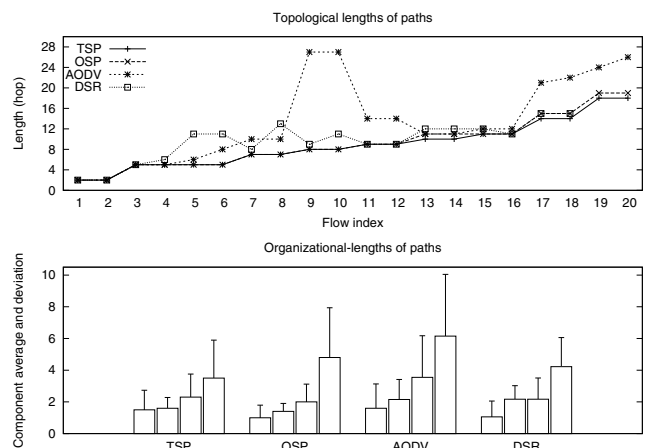 Topological lengths of paths
Length (hop)
28
24
20
16
12
8
4
0
TSP
OSP
AODV
DSR
1 2 3 4 5 6 7 8 9 10 11 12 13 14 15 16 17 18 19 20
Flow index
Organizational-lengths of paths
Component average and deviation
10
8
6
4
2
0
TSP OSP AODV DSR